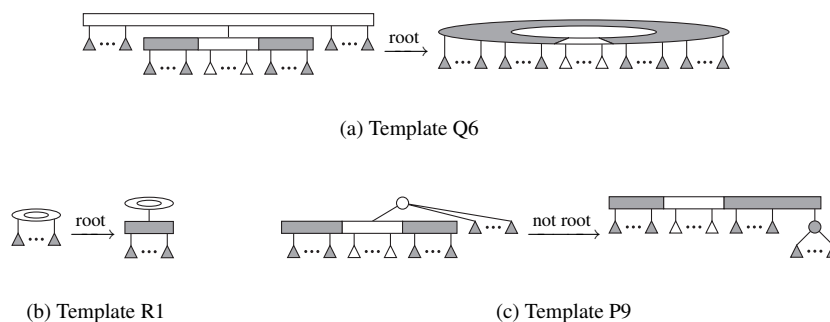 root
(a) Template Q6
root
not root
(b) Template R1
(c) Template P9